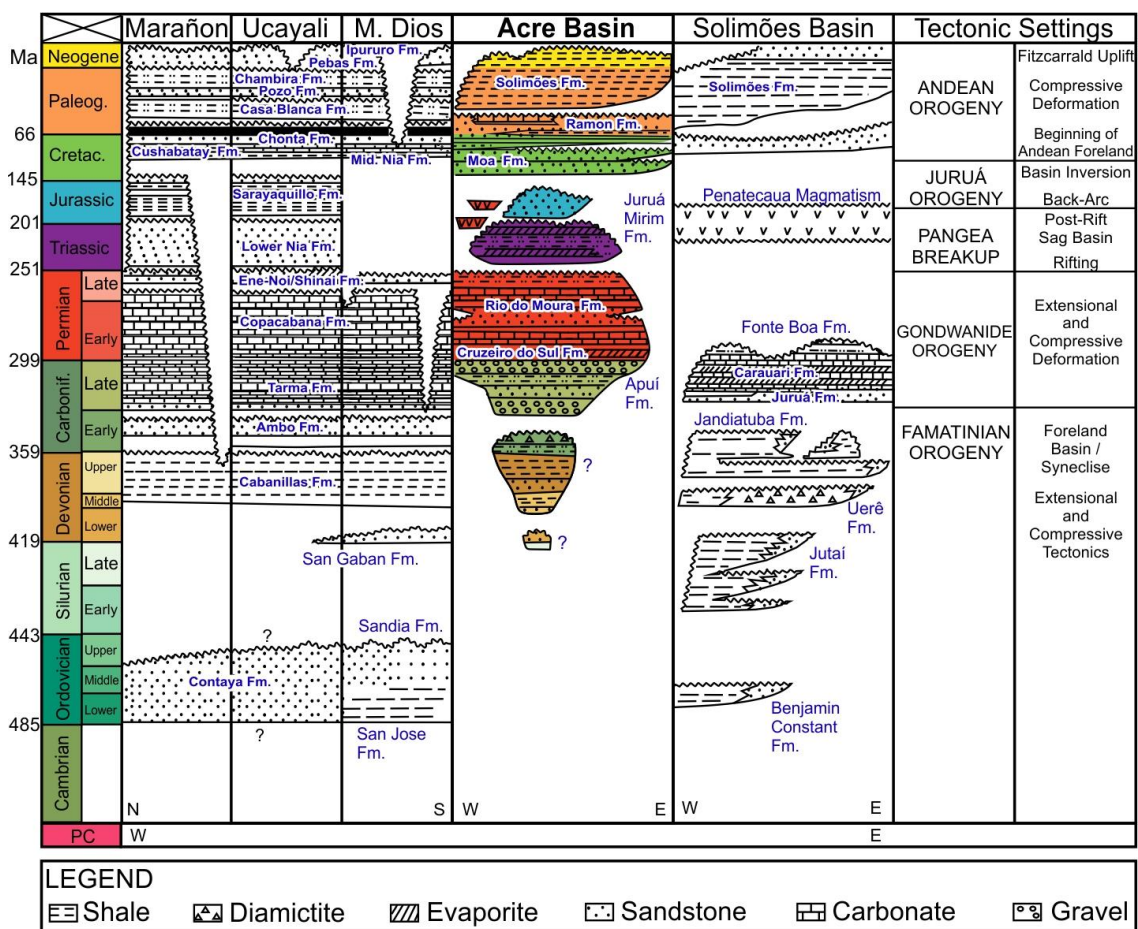 Marañon Ucayali M. Dios Acre Basin Solimões Basin Tectonic Settings
Ma
Neogene
Paleog.
66
Cretac.
145
Jurassic
201
Triassic
251
Permian
Late
Early
299
Carbonif.
Late
Early
359
Devonian
Upper
Middle
Lower
419
Silurian
Late
Early
443
Ordovician
Upper
Middle
Lower
485
Cambrian
PC
Ipururo Fm.
Pebas Fm.
Chambira Fm.
Pozo Fm.
Casa Blanca Fm.
Chonta Fm.
Cushabatay Fm.
Mid. Nia Fm.
Sarayaquillo Fm.
Lower Nia Fm.
Ene-Noi/Shinai Fm.
Copacabana Fm.
Tarma Fm.
Ambo Fm.
Cabanillas Fm.
San Gaban Fm.
Sandia Fm.
?
Contaya Fm.
?
San Jose
Fm.
N S
W
Solimões Fm.
Ramon Fm.
Moa Fm.
Juruá
Mirim
Fm.
Rio do Moura Fm.
Cruzeiro do Sul Fm.
Apuí
Fm.
?
?
W E
Solimões Fm.
Penatecaua Magmatism
V V V V V V V V V V V
V V V V V V V V V V
Fonte Boa Fm.
Carauari Fm.
Juruá Fm.
Jandiatuba Fm.
Uerê
Fm.
Jutaí
Fm.
Benjamin
Constant
Fm.
W E
E
ANDEAN
OROGENY
JURUÁ
OROGENY
PANGEA
BREAKUP
GONDWANIDE
OROGENY
FAMATINIAN
OROGENY
Fitzcarrald Uplift
Compressive
Deformation
Beginning of
Andean Foreland
Basin Inversion
Back-Arc
Post-Rift
Sag Basin
Rifting
Extensional
and
Compressive
Deformation
Foreland
Basin /
Syneclise
Extensional
and
Compressive
Tectonics
LEGEND
Shale Diamictite Evaporite Sandstone Carbonate Gravel